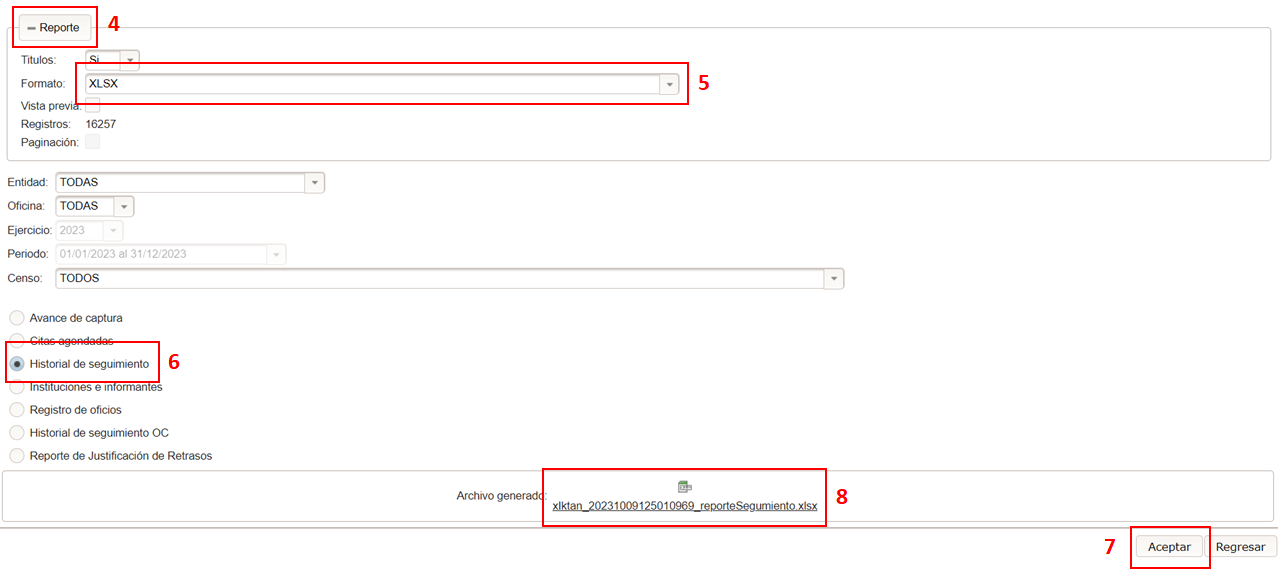 Reporte 4
Titulos: Si
Formato: XLSX 5
Vista previa:
Registros: 16257
Paginación:
Entidad: TODAS
Oficina: TODAS
Ejercicio: 2023
Periodo: 01/01/2023 al 31/12/2023
Censo: TODOS
Avance de captura
Citas agendadas
Historial de seguimiento 6
Instituciones e informantes
Registro de oficios
Historial de seguimiento OC
Reporte de Justificación de Retrasos
Archivo generado: xIktan_20231009125010969_reporteSegumiento.xlsx 8
7 Aceptar Regresar